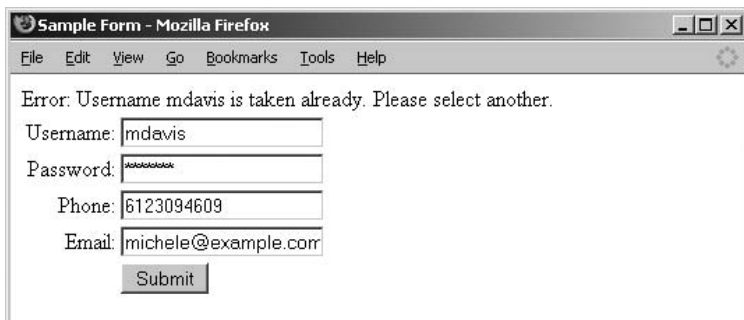 Sample Form - Mozilla Firefox
File Edit View Go Bookmarks Tools Help
Error: Username mdavis is taken already. Please select another.
Username: mdavis
Password: ********
Phone: 6123094609
Email: michele@example.com
Submit